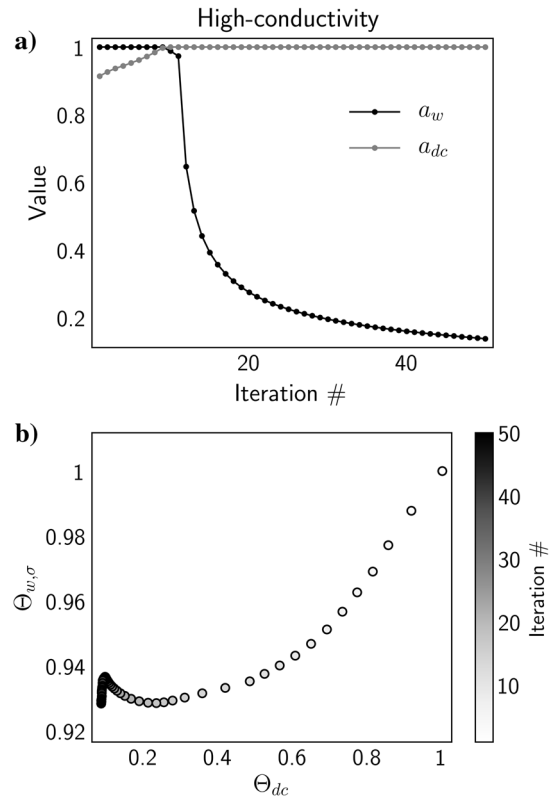 High-conductivity
a)
1
0.8
0.6
0.4
0.2
Value
a_w
a_dc
20
40
Iteration #
b)
1
0.98
0.96
0.94
0.92
Θ_w,σ
0.2
0.4
0.6
0.8
1
Θ_dc
50
40
30
20
10
Iteration #